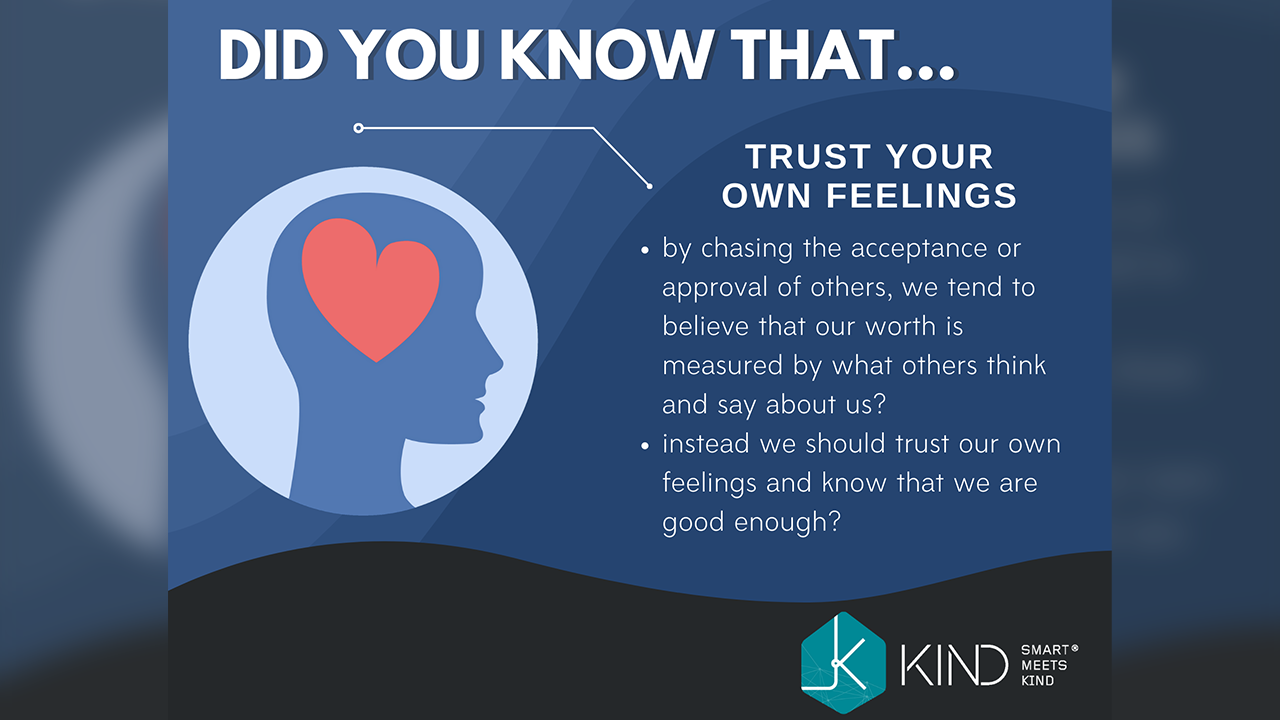 DID YOU KNOW THAT...
TRUST YOUR
OWN FEELINGS
• by chasing the acceptance or
approval of others, we tend to
believe that our worth is
measured by what others think
and say about us?
• instead we should trust our own
feelings and know that we are
good enough?
K KIND
SMART®
MEETS
KIND